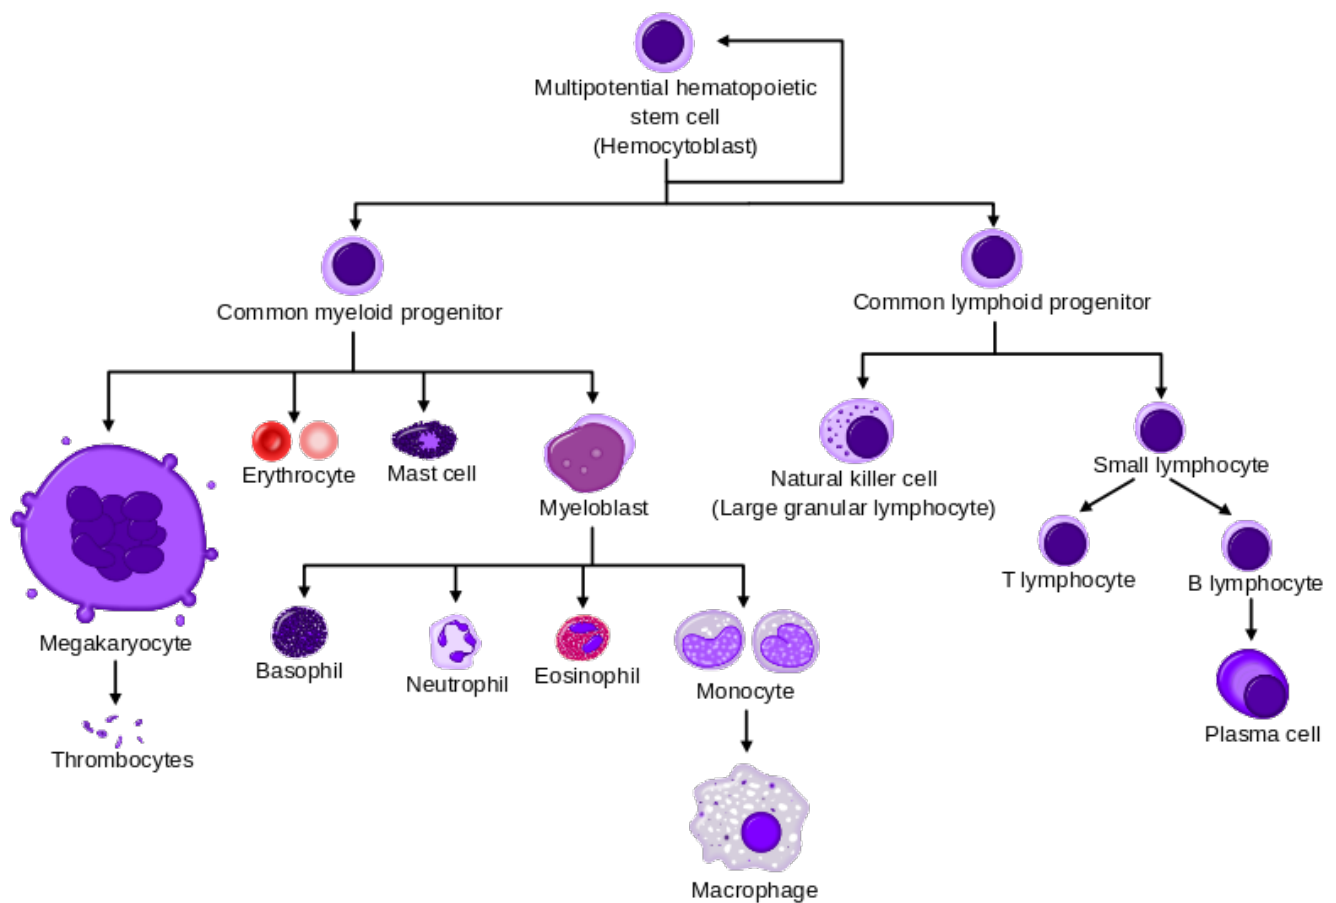 Multipotential hematopoietic
stem cell
(Hemocytoblast)
Common myeloid progenitor
Common lymphoid progenitor
Erythrocyte
Mast cell
Myeloblast
Natural killer cell
(Large granular lymphocyte)
Small lymphocyte
T lymphocyte
B lymphocyte
Megakaryocyte
Basophil
Neutrophil
Eosinophil
Monocyte
Plasma cell
Thrombocytes
Macrophage